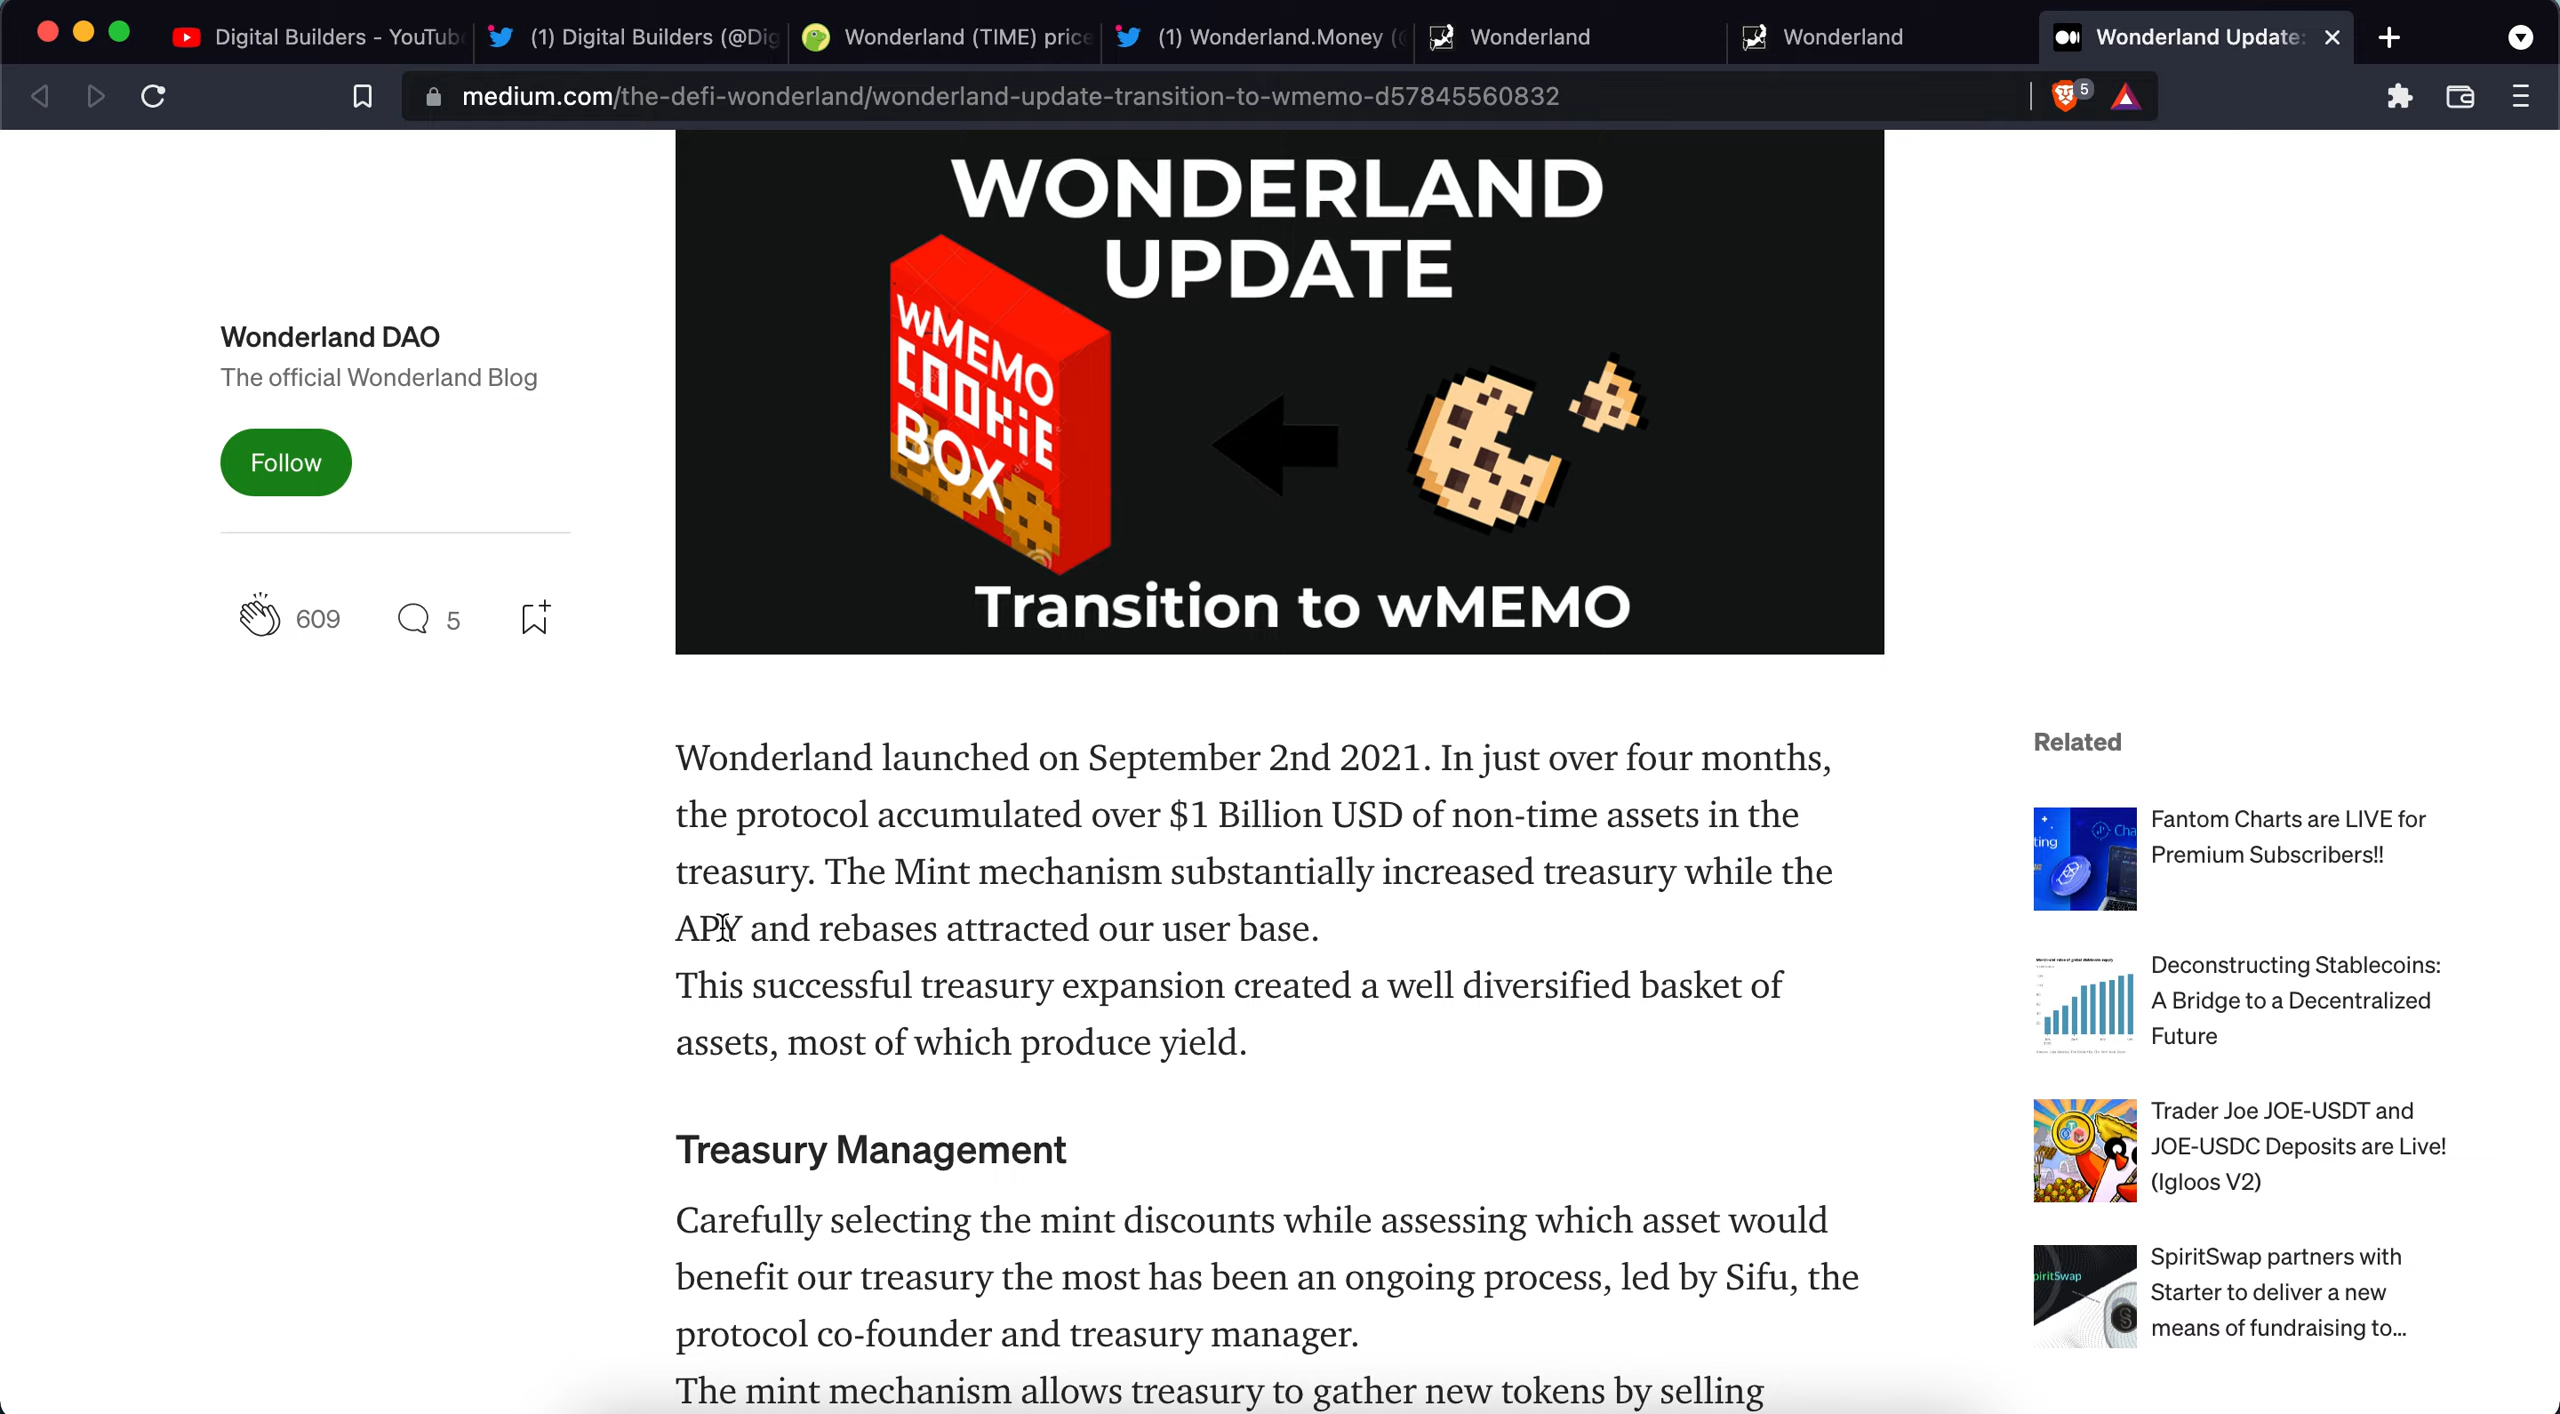 Digital Builders - YouTub
(1) Digital Builders (@Dig
Wonderland (TIME) price
(1) Wonderland.Money (
Wonderland
Wonderland
Wonderland Update:
medium.com/the-defi-wonderland/wonderland-update-transition-to-wmemo-d57845560832
5
WONDERLAND
UPDATE
wMEMO
COOKiE
BOX
Transition to wMEMO
Wonderland DAO
The official Wonderland Blog
Follow
609
5
Wonderland launched on September 2nd 2021. In just over four months,
the protocol accumulated over $1 Billion USD of non-time assets in the
treasury. The Mint mechanism substantially increased treasury while the
APY and rebases attracted our user base.
This successful treasury expansion created a well diversified basket of
assets, most of which produce yield.
Treasury Management
Carefully selecting the mint discounts while assessing which asset would
benefit our treasury the most has been an ongoing process, led by Sifu, the
protocol co-founder and treasury manager.
The mint mechanism allows treasury to gather new tokens by selling
Related
Fantom Charts are LIVE for
Premium Subscribers!!
Deconstructing Stablecoins:
A Bridge to a Decentralized
Future
Trader Joe JOE-USDT and
JOE-USDC Deposits are Live!
(Igloos V2)
SpiritSwap partners with
Starter to deliver a new
means of fundraising to...